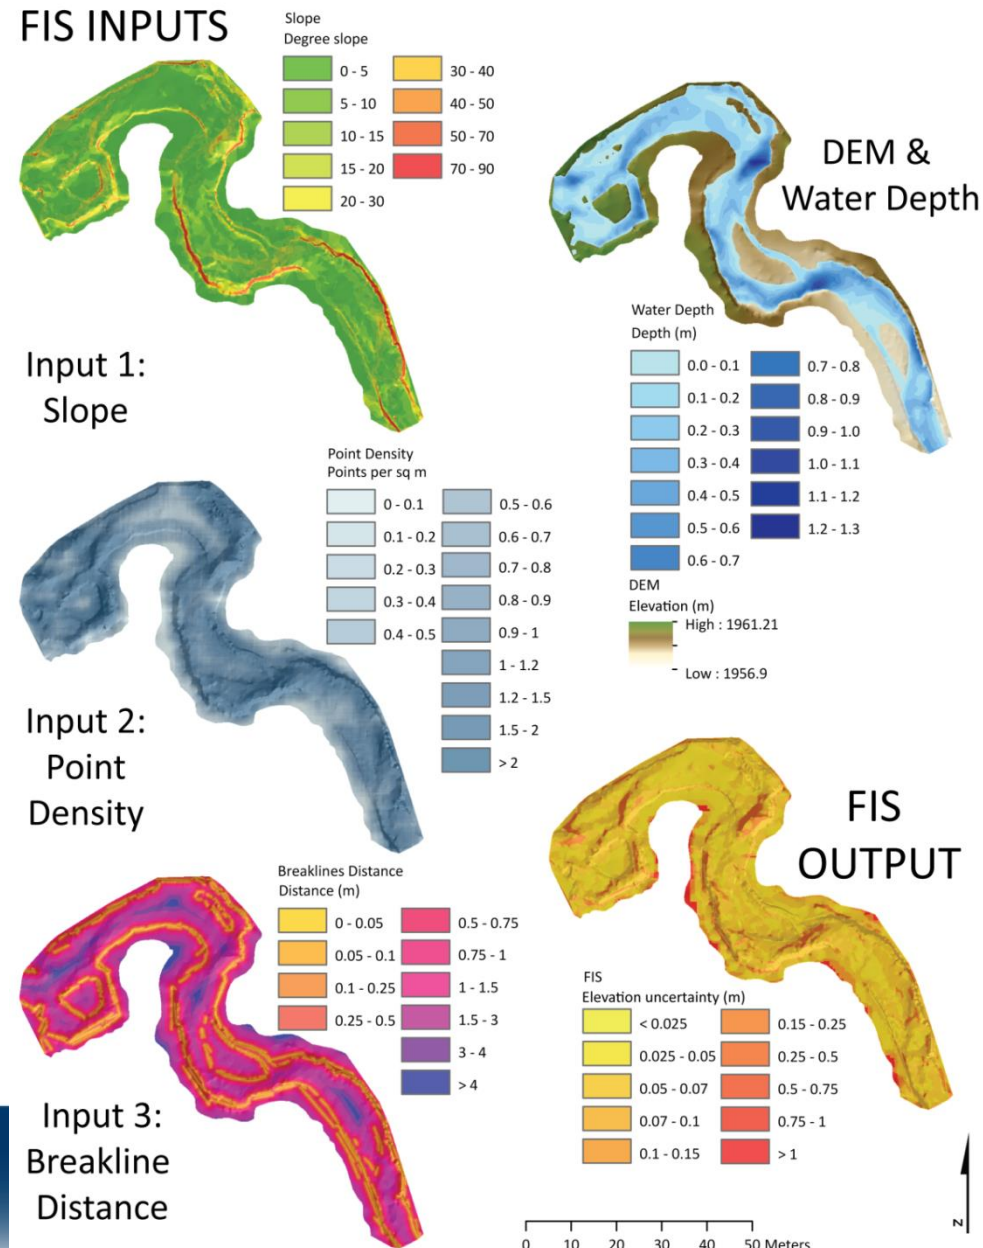 FIS INPUTS
Slope
Degree slope
0 - 5
5 - 10
10 - 15
15 - 20
20 - 30
30 - 40
40 - 50
50 - 70
70 - 90
Input 1:
Slope
DEM &
Water Depth
Water Depth
Depth (m)
0.0 - 0.1
0.1 - 0.2
0.2 - 0.3
0.3 - 0.4
0.4 - 0.5
0.5 - 0.6
0.6 - 0.7
0.7 - 0.8
0.8 - 0.9
0.9 - 1.0
1.0 - 1.1
1.1 - 1.2
1.2 - 1.3
DEM
Elevation (m)
High : 1961.21
Low : 1956.9
Point Density
Points per sq m
0 - 0.1
0.1 - 0.2
0.2 - 0.3
0.3 - 0.4
0.4 - 0.5
0.5 - 0.6
0.6 - 0.7
0.7 - 0.8
0.8 - 0.9
0.9 - 1
1 - 1.2
1.2 - 1.5
1.5 - 2
> 2
Input 2:
Point
Density
Breaklines Distance
Distance (m)
0 - 0.05
0.05 - 0.1
0.1 - 0.25
0.25 - 0.5
0.5 - 0.75
0.75 - 1
1 - 1.5
1.5 - 3
3 - 4
> 4
Input 3:
Breakline
Distance
FIS
OUTPUT
FIS
Elevation uncertainty (m)
< 0.025
0.025 - 0.05
0.05 - 0.07
0.07 - 0.1
0.1 - 0.15
0.15 - 0.25
0.25 - 0.5
0.5 - 0.75
0.75 - 1
> 1
N
0 10 20 30 40 50 Meters